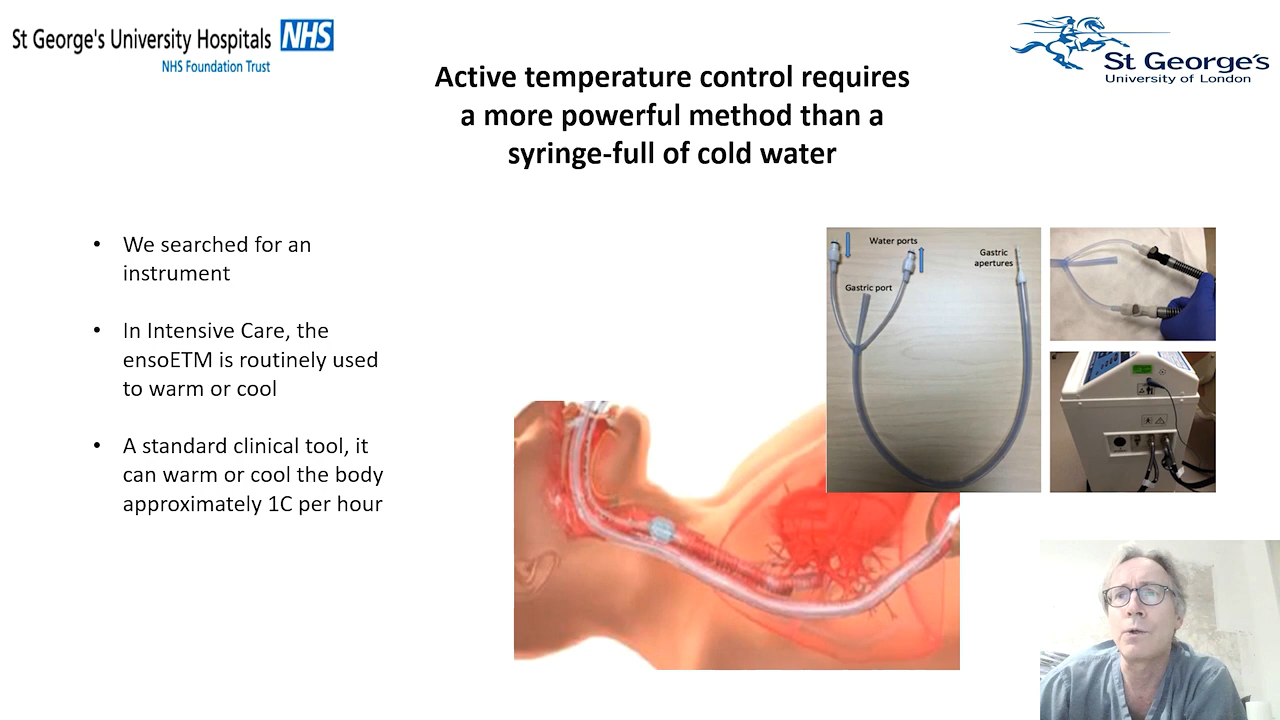 St George's University Hospitals NHS
NHS Foundation Trust
St George's
University of London
Active temperature control requires
a more powerful method than a
syringe-full of cold water
• We searched for an
instrument
• In Intensive Care, the
ensoETM is routinely used
to warm or cool
• A standard clinical tool, it
can warm or cool the body
approximately 1C per hour
Water ports
Gastric
apertures
Gastric port